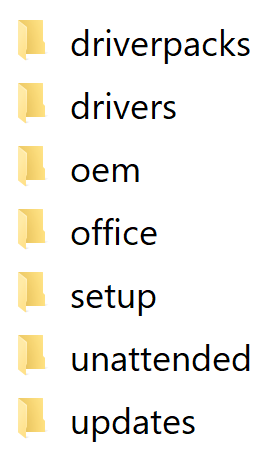 driverpacks
drivers
oem
office
setup
unattended
updates